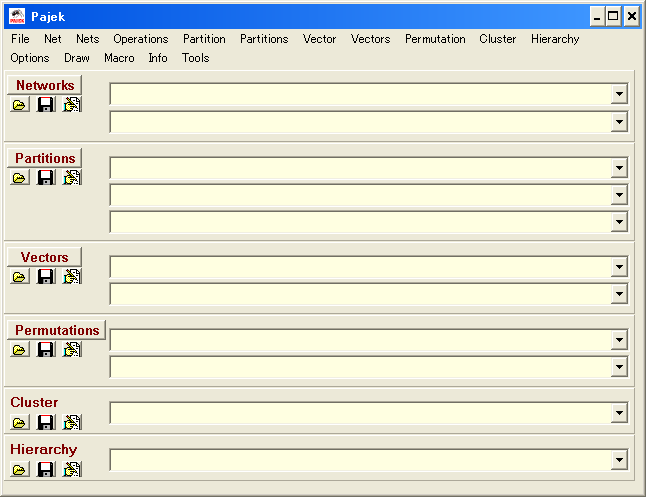 Pajek
File Net Nets Operations Partition Partitions Vector Vectors Permutation Cluster Hierarchy
Options Draw Macro Info Tools
Networks
Partitions
Vectors
Permutations
Cluster
Hierarchy